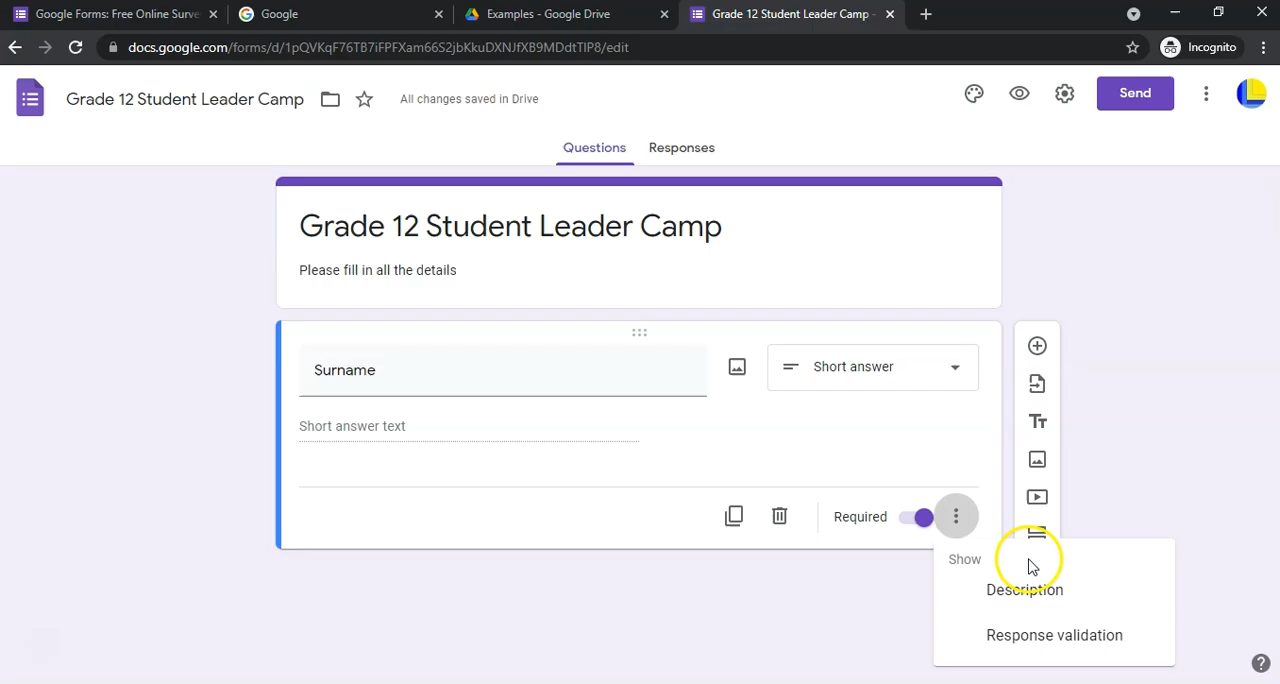 Google Forms: Free Online Surve
Google
Examples - Google Drive
Grade 12 Student Leader Camp -
docs.google.com/forms/d/1pQVKqF76TB7iFPFXam66S2jbKkuDXNJfXB9MDdtTIP8/edit
Incognito
Grade 12 Student Leader Camp
All changes saved in Drive
Send
Questions
Responses
Grade 12 Student Leader Camp
Please fill in all the details
Surname
Short answer
Short answer text
Required
Show
Description
Response validation